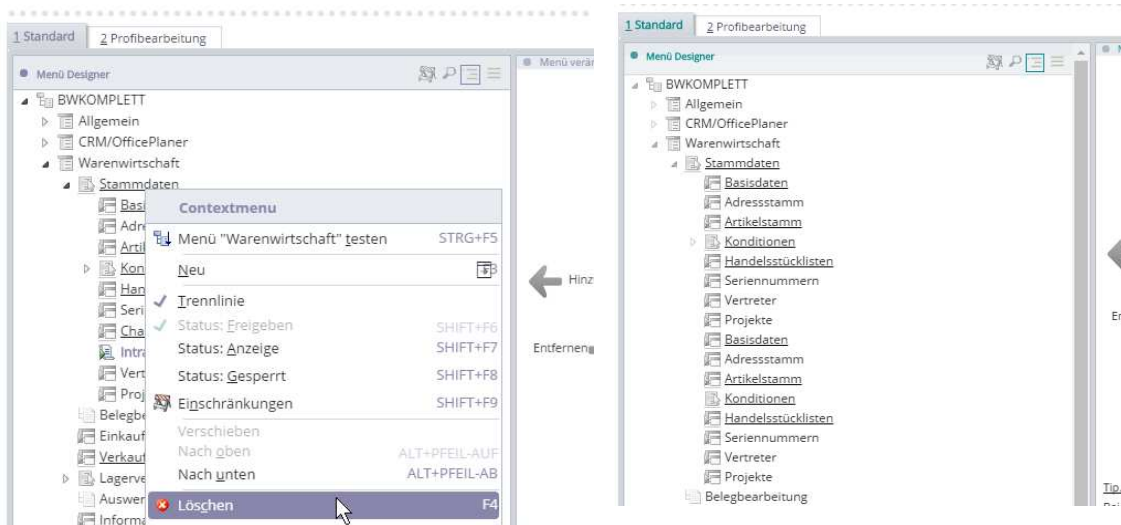 1 Standard
2 Profibearbeitung
Menü Designer
Menü verän
BWKOMPLETT
Allgemein
CRM/OfficePlaner
Warenwirtschaft
Stammdaten
Basi
Adre
Artil
Kon
Han
Seri
Cha
Intra
Vert
Proj
Belegbe
Einkauf
Verkauf
Lagerve
Auswer
Informa
Contextmenu
Menü "Warenwirtschaft" testen STRG+F5
Neu
Trennlinie
Status: Freigeben SHIFT+F6
Status: Anzeige SHIFT+F7
Status: Gesperrt SHIFT+F8
Einschränkungen SHIFT+F9
Verschieben
Nach oben ALT+PFEIL-AUF
Nach unten ALT+PFEIL-AB
Löschen F4
Hinz
Entfernen
1 Standard
2 Profibearbeitung
Menü Designer
BWKOMPLETT
Allgemein
CRM/OfficePlaner
Warenwirtschaft
Stammdaten
Basisdaten
Adressstamm
Artikelstamm
Konditionen
Handelsstücklisten
Seriennummern
Vertreter
Projekte
Basisdaten
Adressstamm
Artikelstamm
Konditionen
Handelsstücklisten
Seriennummern
Vertreter
Projekte
Belegbearbeitung
Tip.